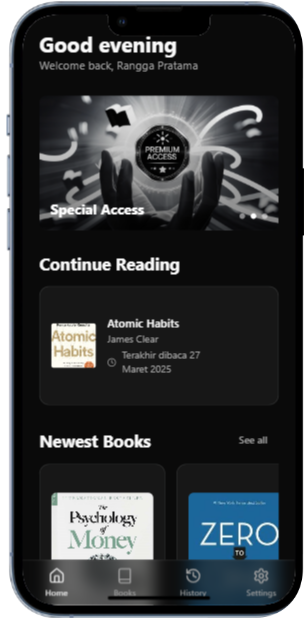 Good evening
Welcome back, Rangga Pratama
PREMIUM
ACCESS
Special Access
Continue Reading
Atomic
Habits
Atomic Habits
James Clear
Terakhir dibaca 27
Maret 2025
Newest Books
See all
The
Psychology
of
Money
ZERO
TO
Home
Books
History
Settings